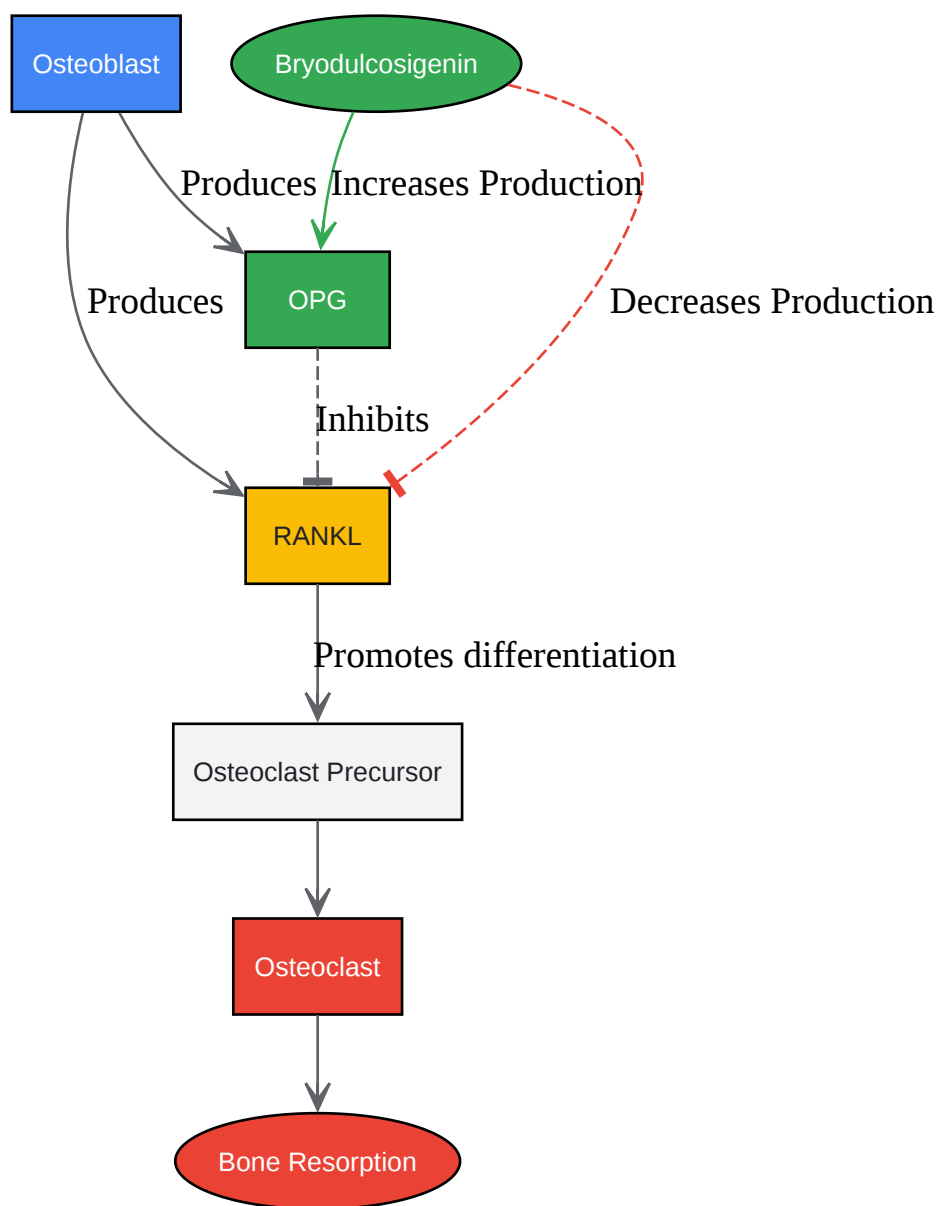 Osteoblast
Bryodulcosigenin
Produces
Increases Production
OPG
Produces
Decreases Production
Inhibits
RANKL
Promotes differentiation
Osteoclast Precursor
Osteoclast
Bone Resorption